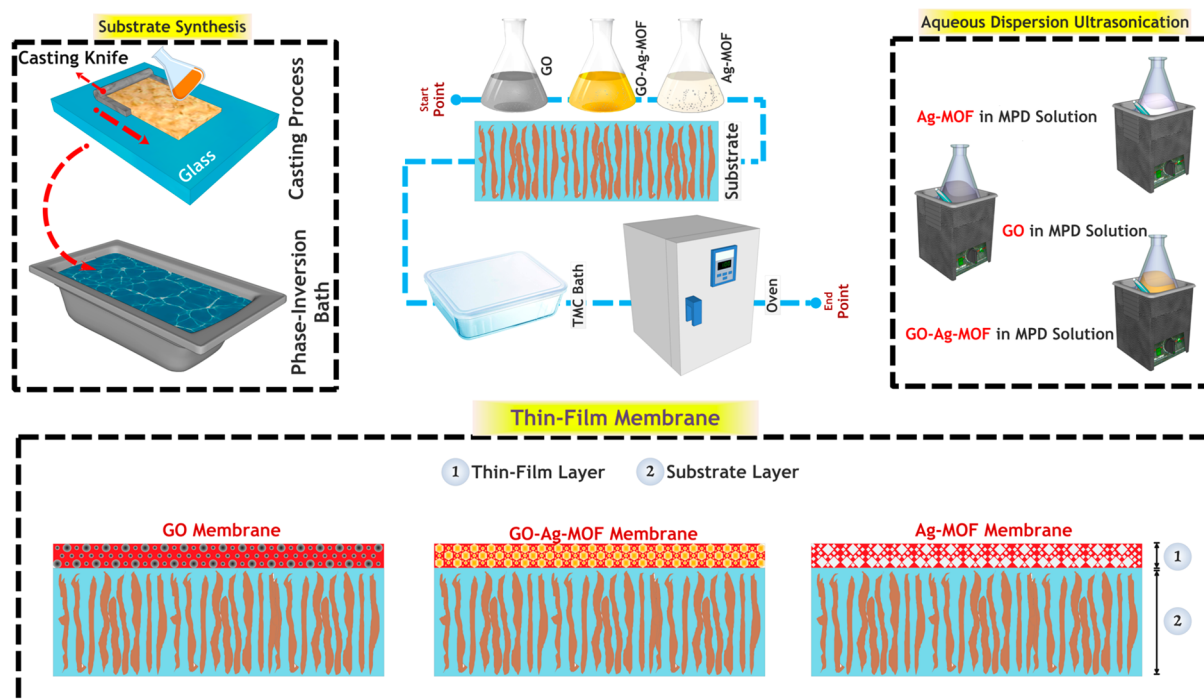 Substrate Synthesis
Casting Knife
Glass
Casting Process
Phase-Inversion
Bath
GO
GO-Ag-MOF
Ag-MOF
Start
Point
Substrate
TMC Bath
Oven
End
Point
Aqueous Dispersion Ultrasonication
Ag-MOF in MPD Solution
GO in MPD Solution
GO-Ag-MOF in MPD Solution
Thin-Film Membrane
1 Thin-Film Layer
2 Substrate Layer
GO Membrane
GO-Ag-MOF Membrane
Ag-MOF Membrane
1
2